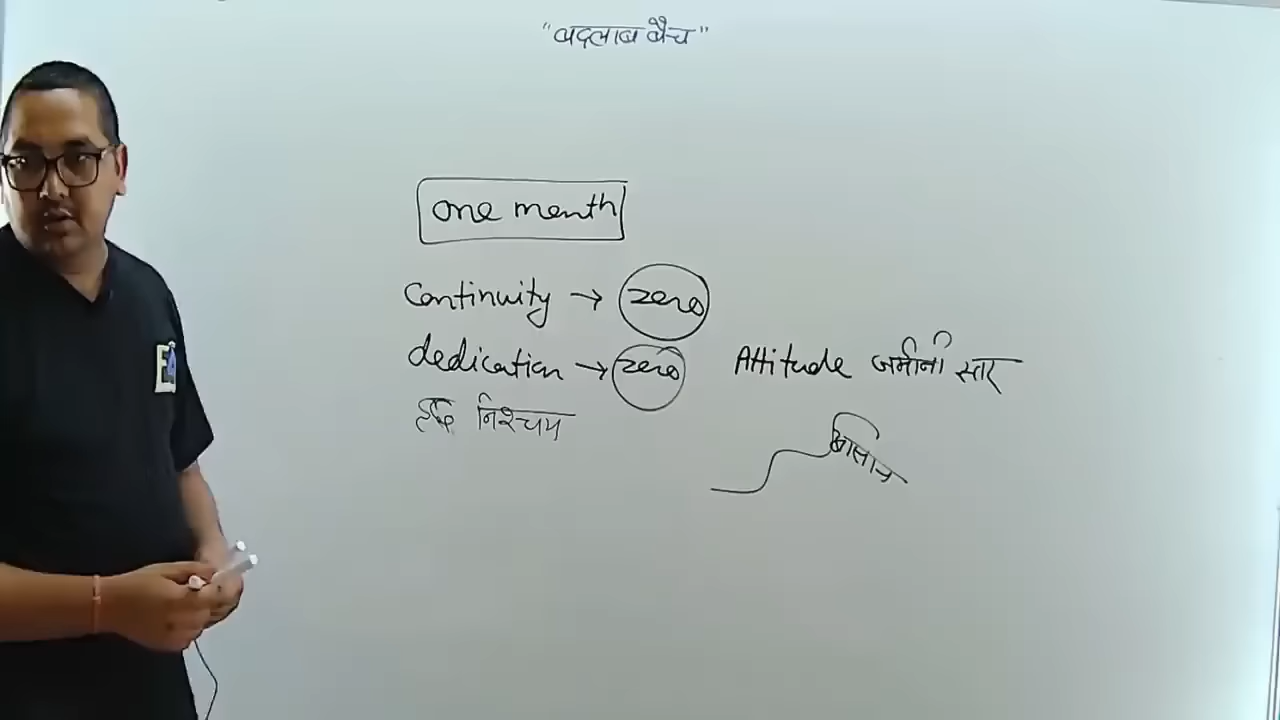 "बदलाब बैच"
one month
continuity → zero
dedication → zero
Attitude जमीनी स्तर
दृढ़ निश्चय